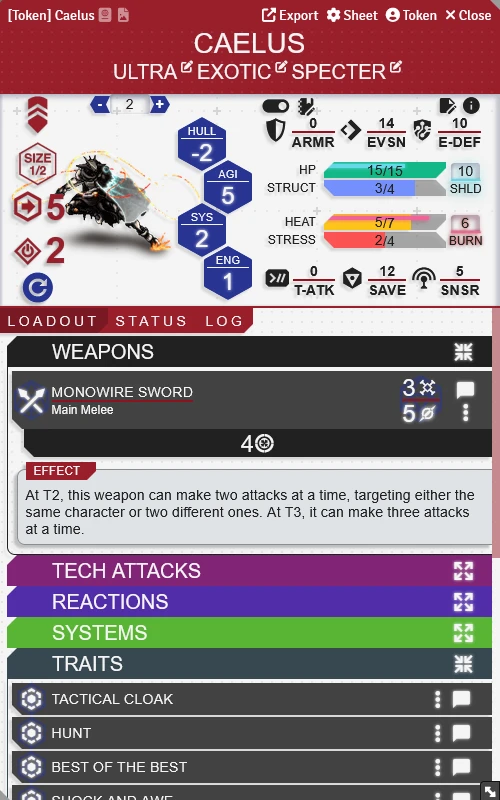 [Token] Caelus Export Sheet Token Close
CAELUS
ULTRA EXOTIC SPECTER
- 2 +
SIZE
1/2
5
2
HULL
-2
AGI
5
SYS
2
ENG
1
0 14 10
ARMR EVSN E-DEF
HP 15/15 10
STRUCT 3/4 SHLD
HEAT 5/7 6
STRESS 2/4 BURN
0 12 5
T-ATK SAVE SNSR
LOADOUT STATUS LOG
WEAPONS
MONOWIRE SWORD
Main Melee
3
5
4
EFFECT
At T2, this weapon can make two attacks at a time, targeting either the
same character or two different ones. At T3, it can make three attacks
at a time.
TECH ATTACKS
REACTIONS
SYSTEMS
TRAITS
TACTICAL CLOAK
HUNT
BEST OF THE BEST
SHOCK AND AWE